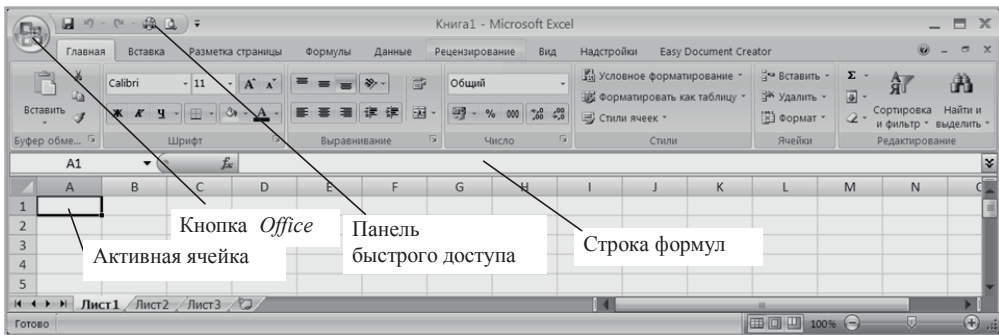 Книга1 - Microsoft Excel
Главная Вставка Разметка страницы Формулы Данные Рецензирование Вид Надстройки Easy Document Creator
Calibri 11 Общий Условное форматирование Вставить Σ
Форматировать как таблицу Удалить
Вставить Ж К Ч % 000 Стили ячеек Формат Сортировка и фильтр Найти и выделить
Буфер обме... Шрифт Выравнивание Число Стили Ячейки Редактирование
A1 fx
A B C D E F G H I J K L M N
1
2
3
4
5
Кнопка Office
Активная ячейка
Панель
быстрого доступа
Строка формул
Лист1 Лист2 Лист3
Готово 100%